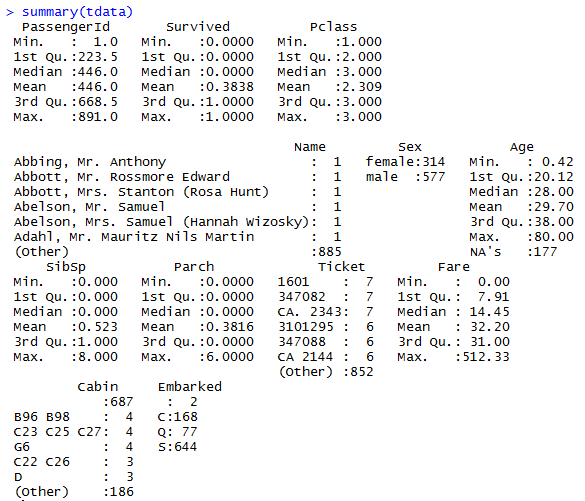 > summary(tdata)
  PassengerId       Survived          Pclass
 Min.   :  1.0   Min.   :0.0000   Min.   :1.000
 1st Qu.:223.5   1st Qu.:0.0000   1st Qu.:2.000
 Median :446.0   Median :0.0000   Median :3.000
 Mean   :446.0   Mean   :0.3838   Mean   :2.309
 3rd Qu.:668.5   3rd Qu.:1.0000   3rd Qu.:3.000
 Max.   :891.0   Max.   :1.0000   Max.   :3.000
                                    Name         Sex           Age
 Abbing, Mr. Anthony                  :  1   female:314   Min.   : 0.42
 Abbott, Mr. Rossmore Edward          :  1   male  :577   1st Qu.:20.12
 Abbott, Mrs. Stanton (Rosa Hunt)     :  1                Median :28.00
 Abelson, Mr. Samuel                  :  1                Mean   :29.70
 Abelson, Mrs. Samuel (Hannah Wizosky):  1                3rd Qu.:38.00
 Adahl, Mr. Mauritz Nils Martin       :  1                Max.   :80.00
 (Other)                              :885                NA's   :177
     SibSp           Parch             Ticket         Fare
 Min.   :0.000   Min.   :0.0000   1601    :  7   Min.   :  0.00
 1st Qu.:0.000   1st Qu.:0.0000   347082  :  7   1st Qu.:  7.91
 Median :0.000   Median :0.0000   CA. 2343:  7   Median : 14.45
 Mean   :0.523   Mean   :0.3816   3101295 :  6   Mean   : 32.20
 3rd Qu.:1.000   3rd Qu.:0.0000   347088  :  6   3rd Qu.: 31.00
 Max.   :8.000   Max.   :6.0000   CA 2144 :  6   Max.   :512.33
                                  (Other) :852
         Cabin     Embarked
            :687    :  2
 B96 B98    :  4   C:168
 C23 C25 C27:  4   Q: 77
 G6         :  4   S:644
 C22 C26    :  3
 D          :  3
 (Other)    :186